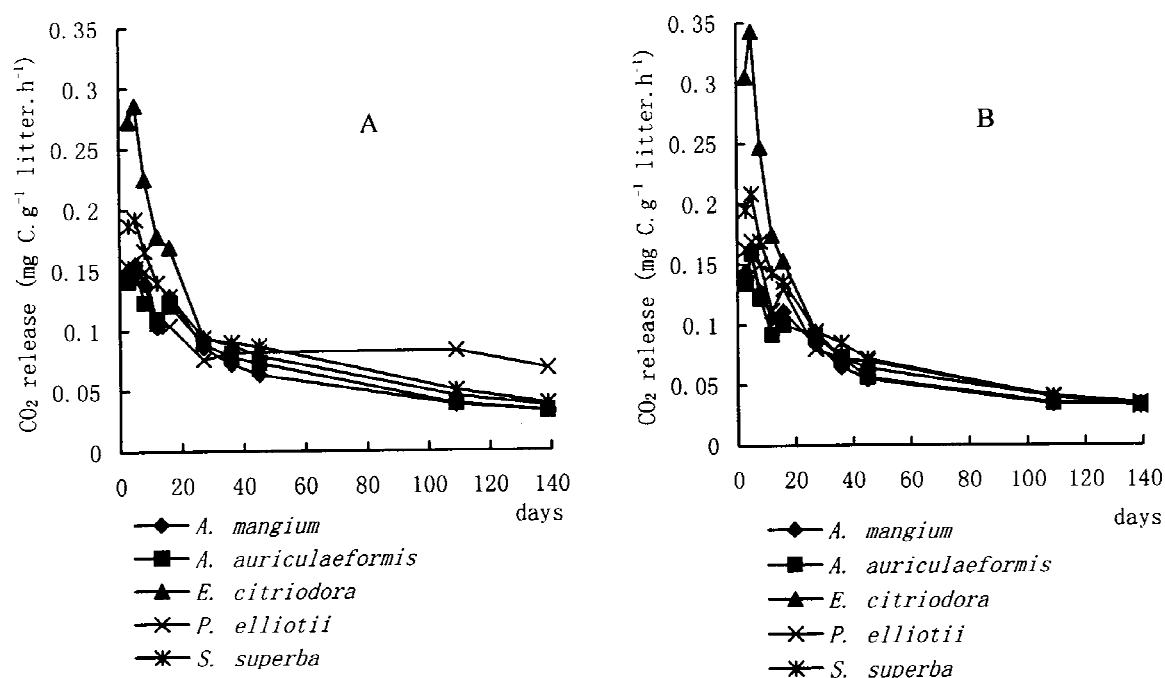 0.35
0.3
0.25
0.2
0.15
0.1
0.05
0
CO₂ release (mg C.g⁻¹ litter.h⁻¹)
A
0 20 40 60 80 100 120 140
days
A. mangium
A. auriculaeformis
E. citriodora
P. elliotii
S. superba
0.35
0.3
0.25
0.2
0.15
0.1
0.05
0
CO₂ release (mg C.g⁻¹ litter.h⁻¹)
B
0 20 40 60 80 100 120 140
days
A. mangium
A. auriculaeformis
E. citriodora
P. elliotii
S. superba